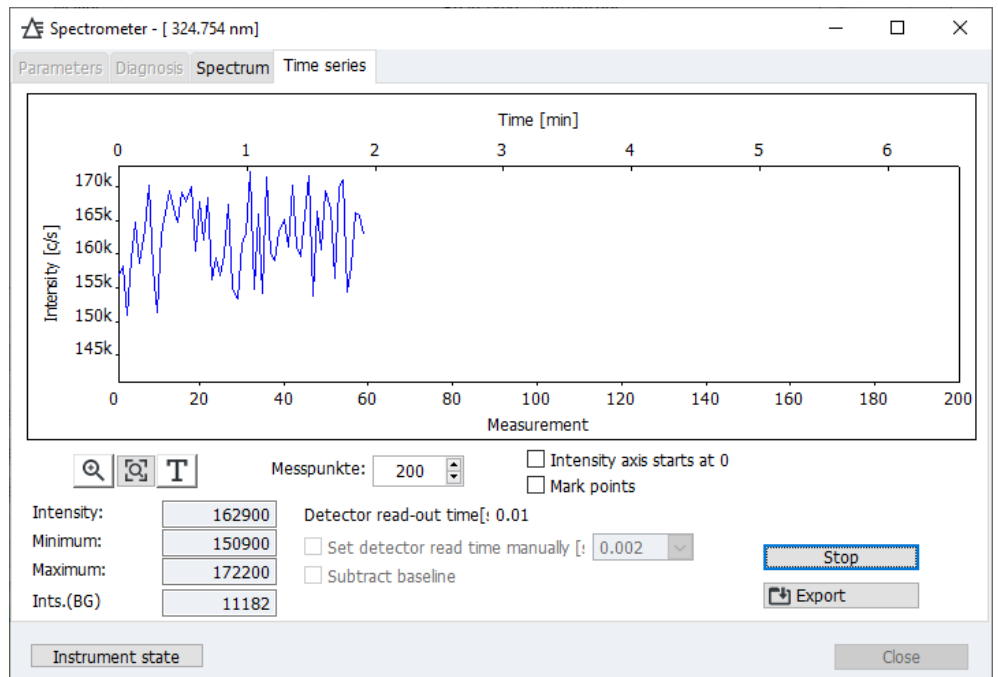 Spectrometer - [ 324.754 nm]
Parameters Diagnosis Spectrum Time series
Time [min]
0 1 2 3 4 5 6
170k
165k
160k
155k
150k
145k
Intensity [c/s]
0 20 40 60 80 100 120 140 160 180 200
Measurement
T Messpunkte: 200
Intensity axis starts at 0
Mark points
Intensity: 162900 Detector read-out time[: 0.01
Minimum: 150900 Set detector read time manually [: 0.002
Maximum: 172200 Subtract baseline
Stop
Ints.(BG) 11182 Export
Instrument state Close